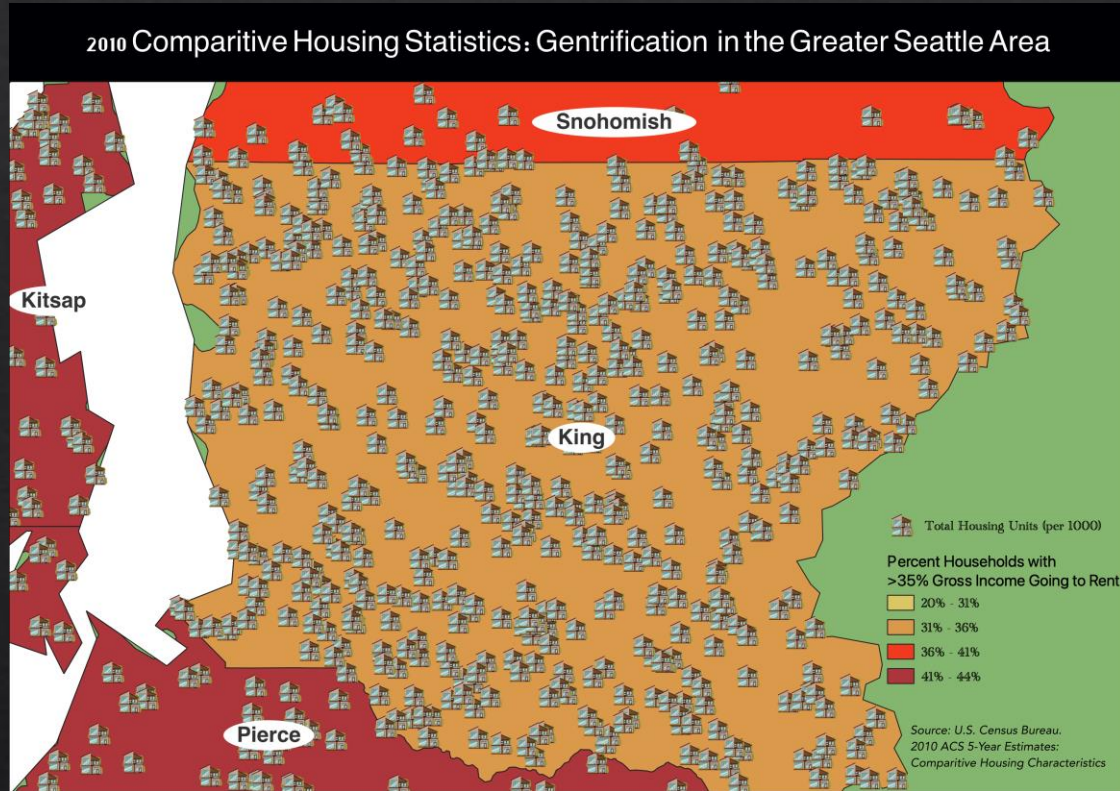 2010 Comparitive Housing Statistics: Gentrification in the Greater Seattle Area
Snohomish
Kitsap
King
Pierce
Total Housing Units (per 1000)
Percent Households with
>35% Gross Income Going to Rent
20% - 31%
31% - 36%
36% - 41%
41% - 44%
Source: U.S. Census Bureau.
2010 ACS 5-Year Estimates:
Comparitive Housing Characteristics